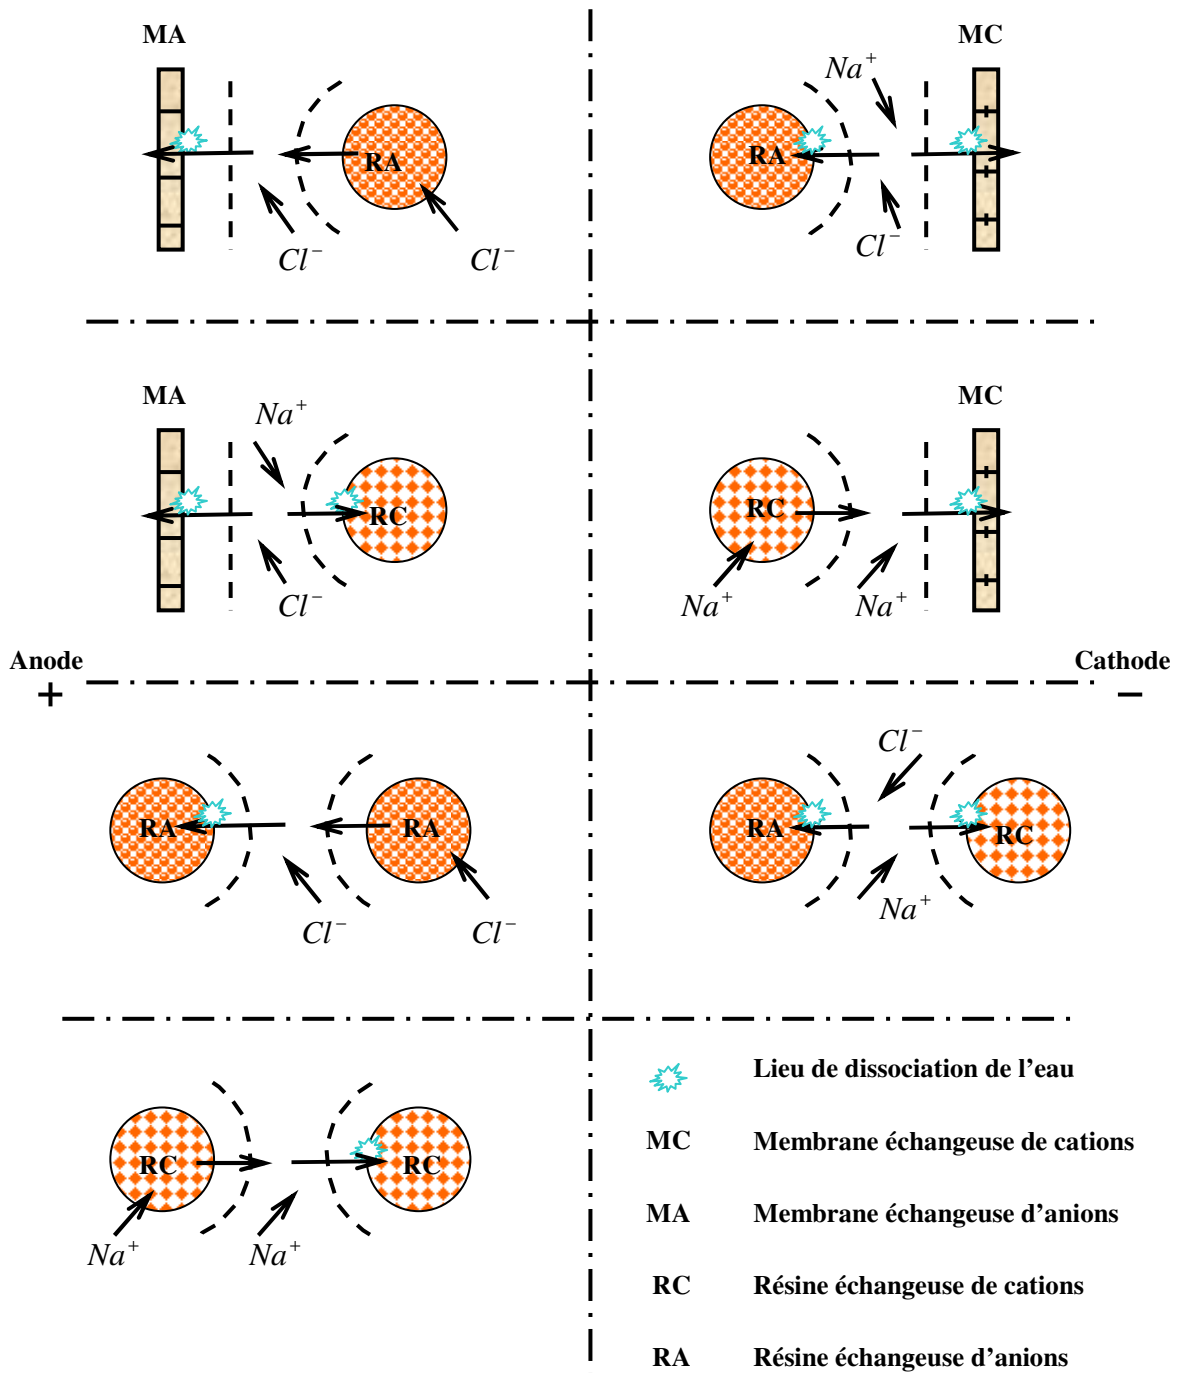 MA
RA
Cl⁻
Cl⁻
MC
Na⁺
RA
Cl⁻
MA
Na⁺
RC
Cl⁻
MC
RC
Na⁺
Na⁺
Anode
+
Cathode
−
RA
RA
Cl⁻
Cl⁻
Cl⁻
RA
RC
Na⁺
RC
RC
Na⁺
Na⁺
Lieu de dissociation de l'eau
MC Membrane échangeuse de cations
MA Membrane échangeuse d'anions
RC Résine échangeuse de cations
RA Résine échangeuse d'anions